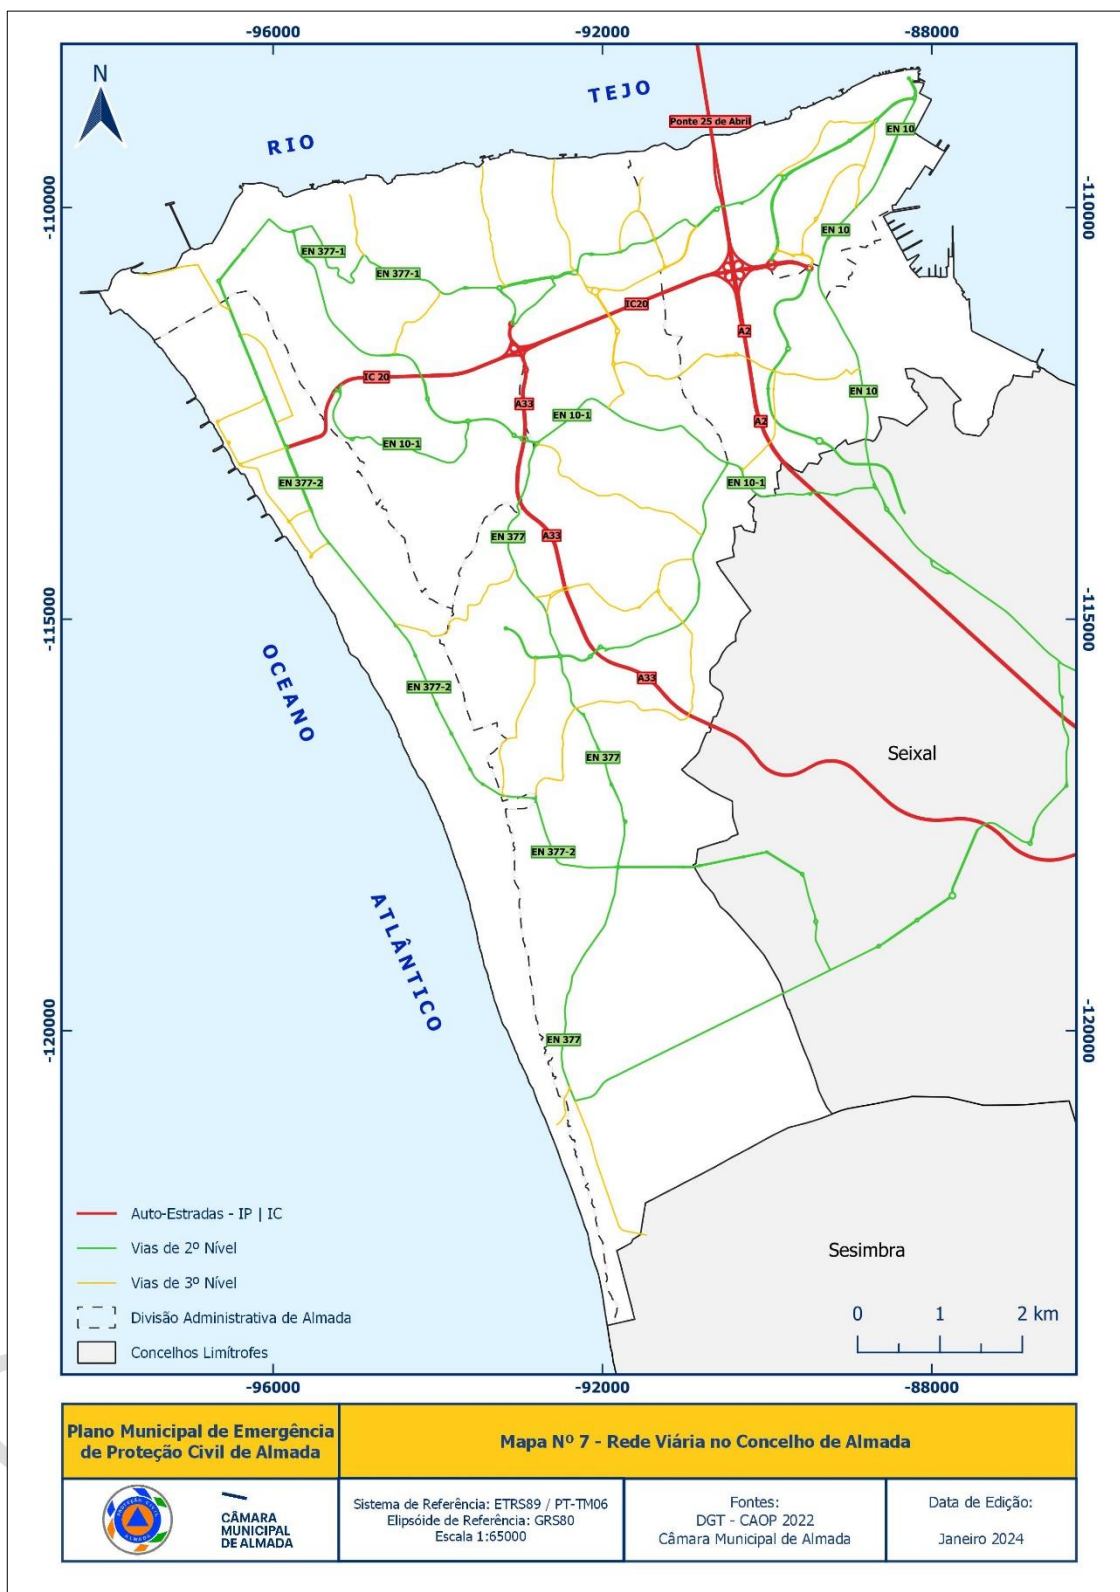 -96000
-92000
-88000
N
RIO
TEJO
Ponte 25 de Abril
EN 10
-110000
-110000
EN 10
EN 377-1
EN 377-1
IC20
A2
IC 20
EN 10
A33
EN 10-1
A2
EN 10-1
EN 377-2
EN 10-1
EN 377
A33
-115000
-115000
OCEANO
A33
EN 377-2
EN 377
Seixal
EN 377-2
ATLÂNTICO
-120000
-120000
EN 377
Auto-Estradas - IP | IC
Vias de 2º Nível
Vias de 3º Nível
Divisão Administrativa de Almada
Concelhos Limítrofes
Sesimbra
0 1 2 km
-96000
-92000
-88000
Plano Municipal de Emergência
de Proteção Civil de Almada
Mapa Nº 7 - Rede Viária no Concelho de Almada
PROTEÇÃO CIVIL
ALMADA
CÂMARA
MUNICIPAL
DE ALMADA
Sistema de Referência: ETRS89 / PT-TM06
Elipsóide de Referência: GRS80
Escala 1:65000
Fontes:
DGT - CAOP 2022
Câmara Municipal de Almada
Data de Edição:
Janeiro 2024